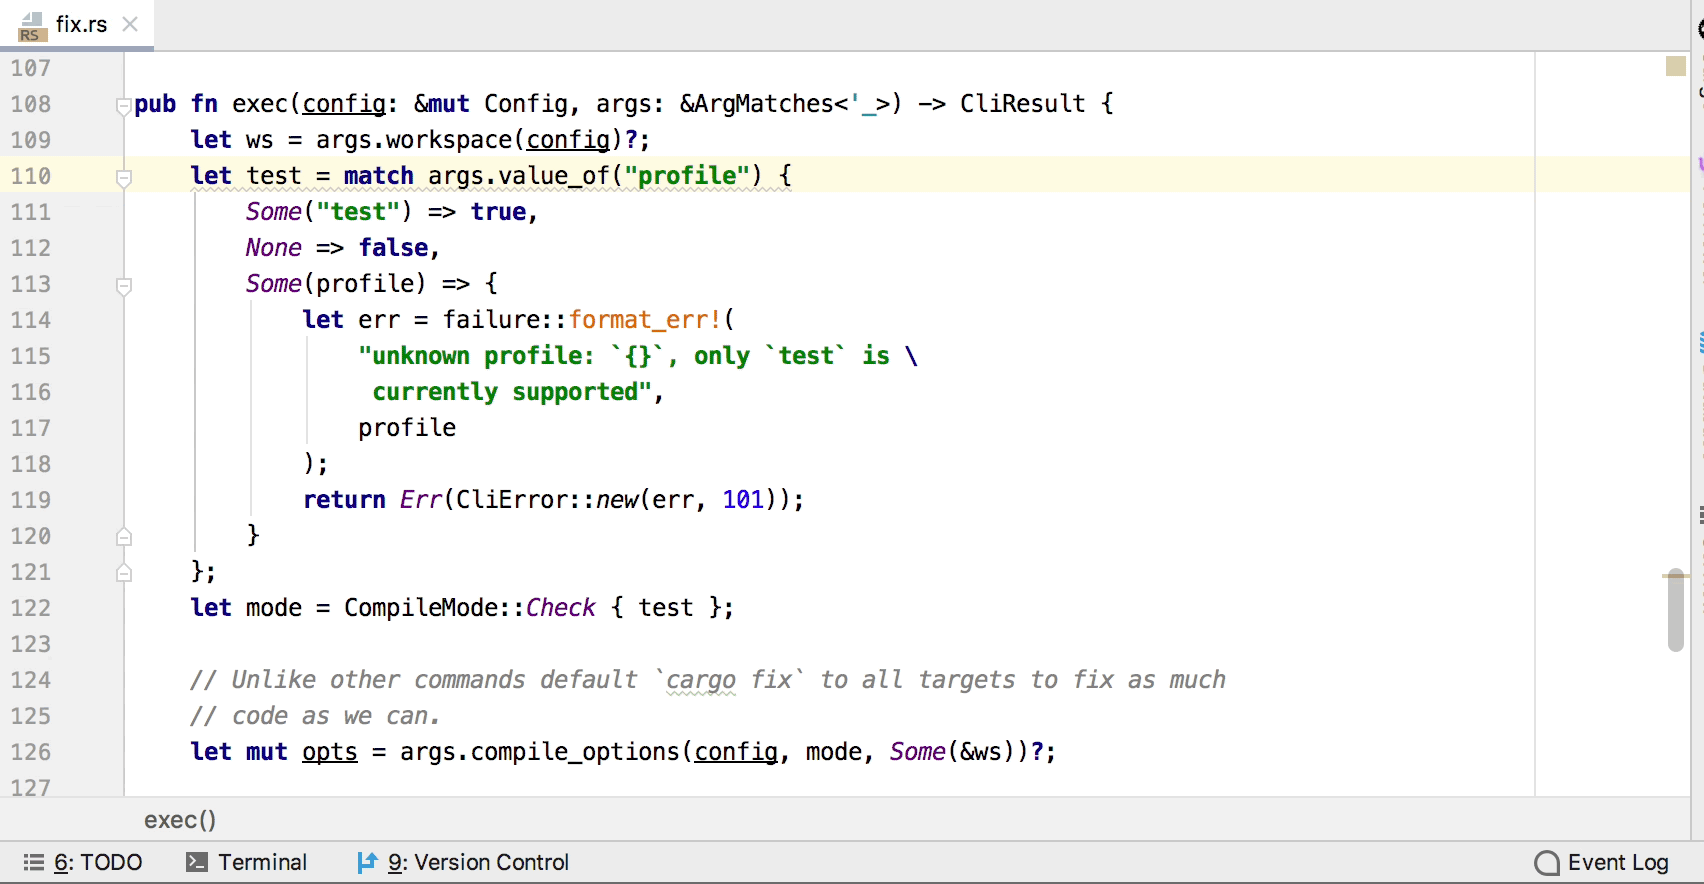 RS fix.rs
107
108 pub fn exec(config: &mut Config, args: &ArgMatches<'_>) -> CliResult {
109 let ws = args.workspace(config)?;
110 let test = match args.value_of("profile") {
111 Some("test") => true,
112 None => false,
113 Some(profile) => {
114 let err = failure::format_err!(
115 "unknown profile: `{}`, only `test` is \
116 currently supported",
117 profile
118 );
119 return Err(CliError::new(err, 101));
120 }
121 };
122 let mode = CompileMode::Check { test };
123
124 // Unlike other commands default `cargo fix` to all targets to fix as much
125 // code as we can.
126 let mut opts = args.compile_options(config, mode, Some(&ws))?;
127
exec()
6: TODO Terminal 9: Version Control Event Log